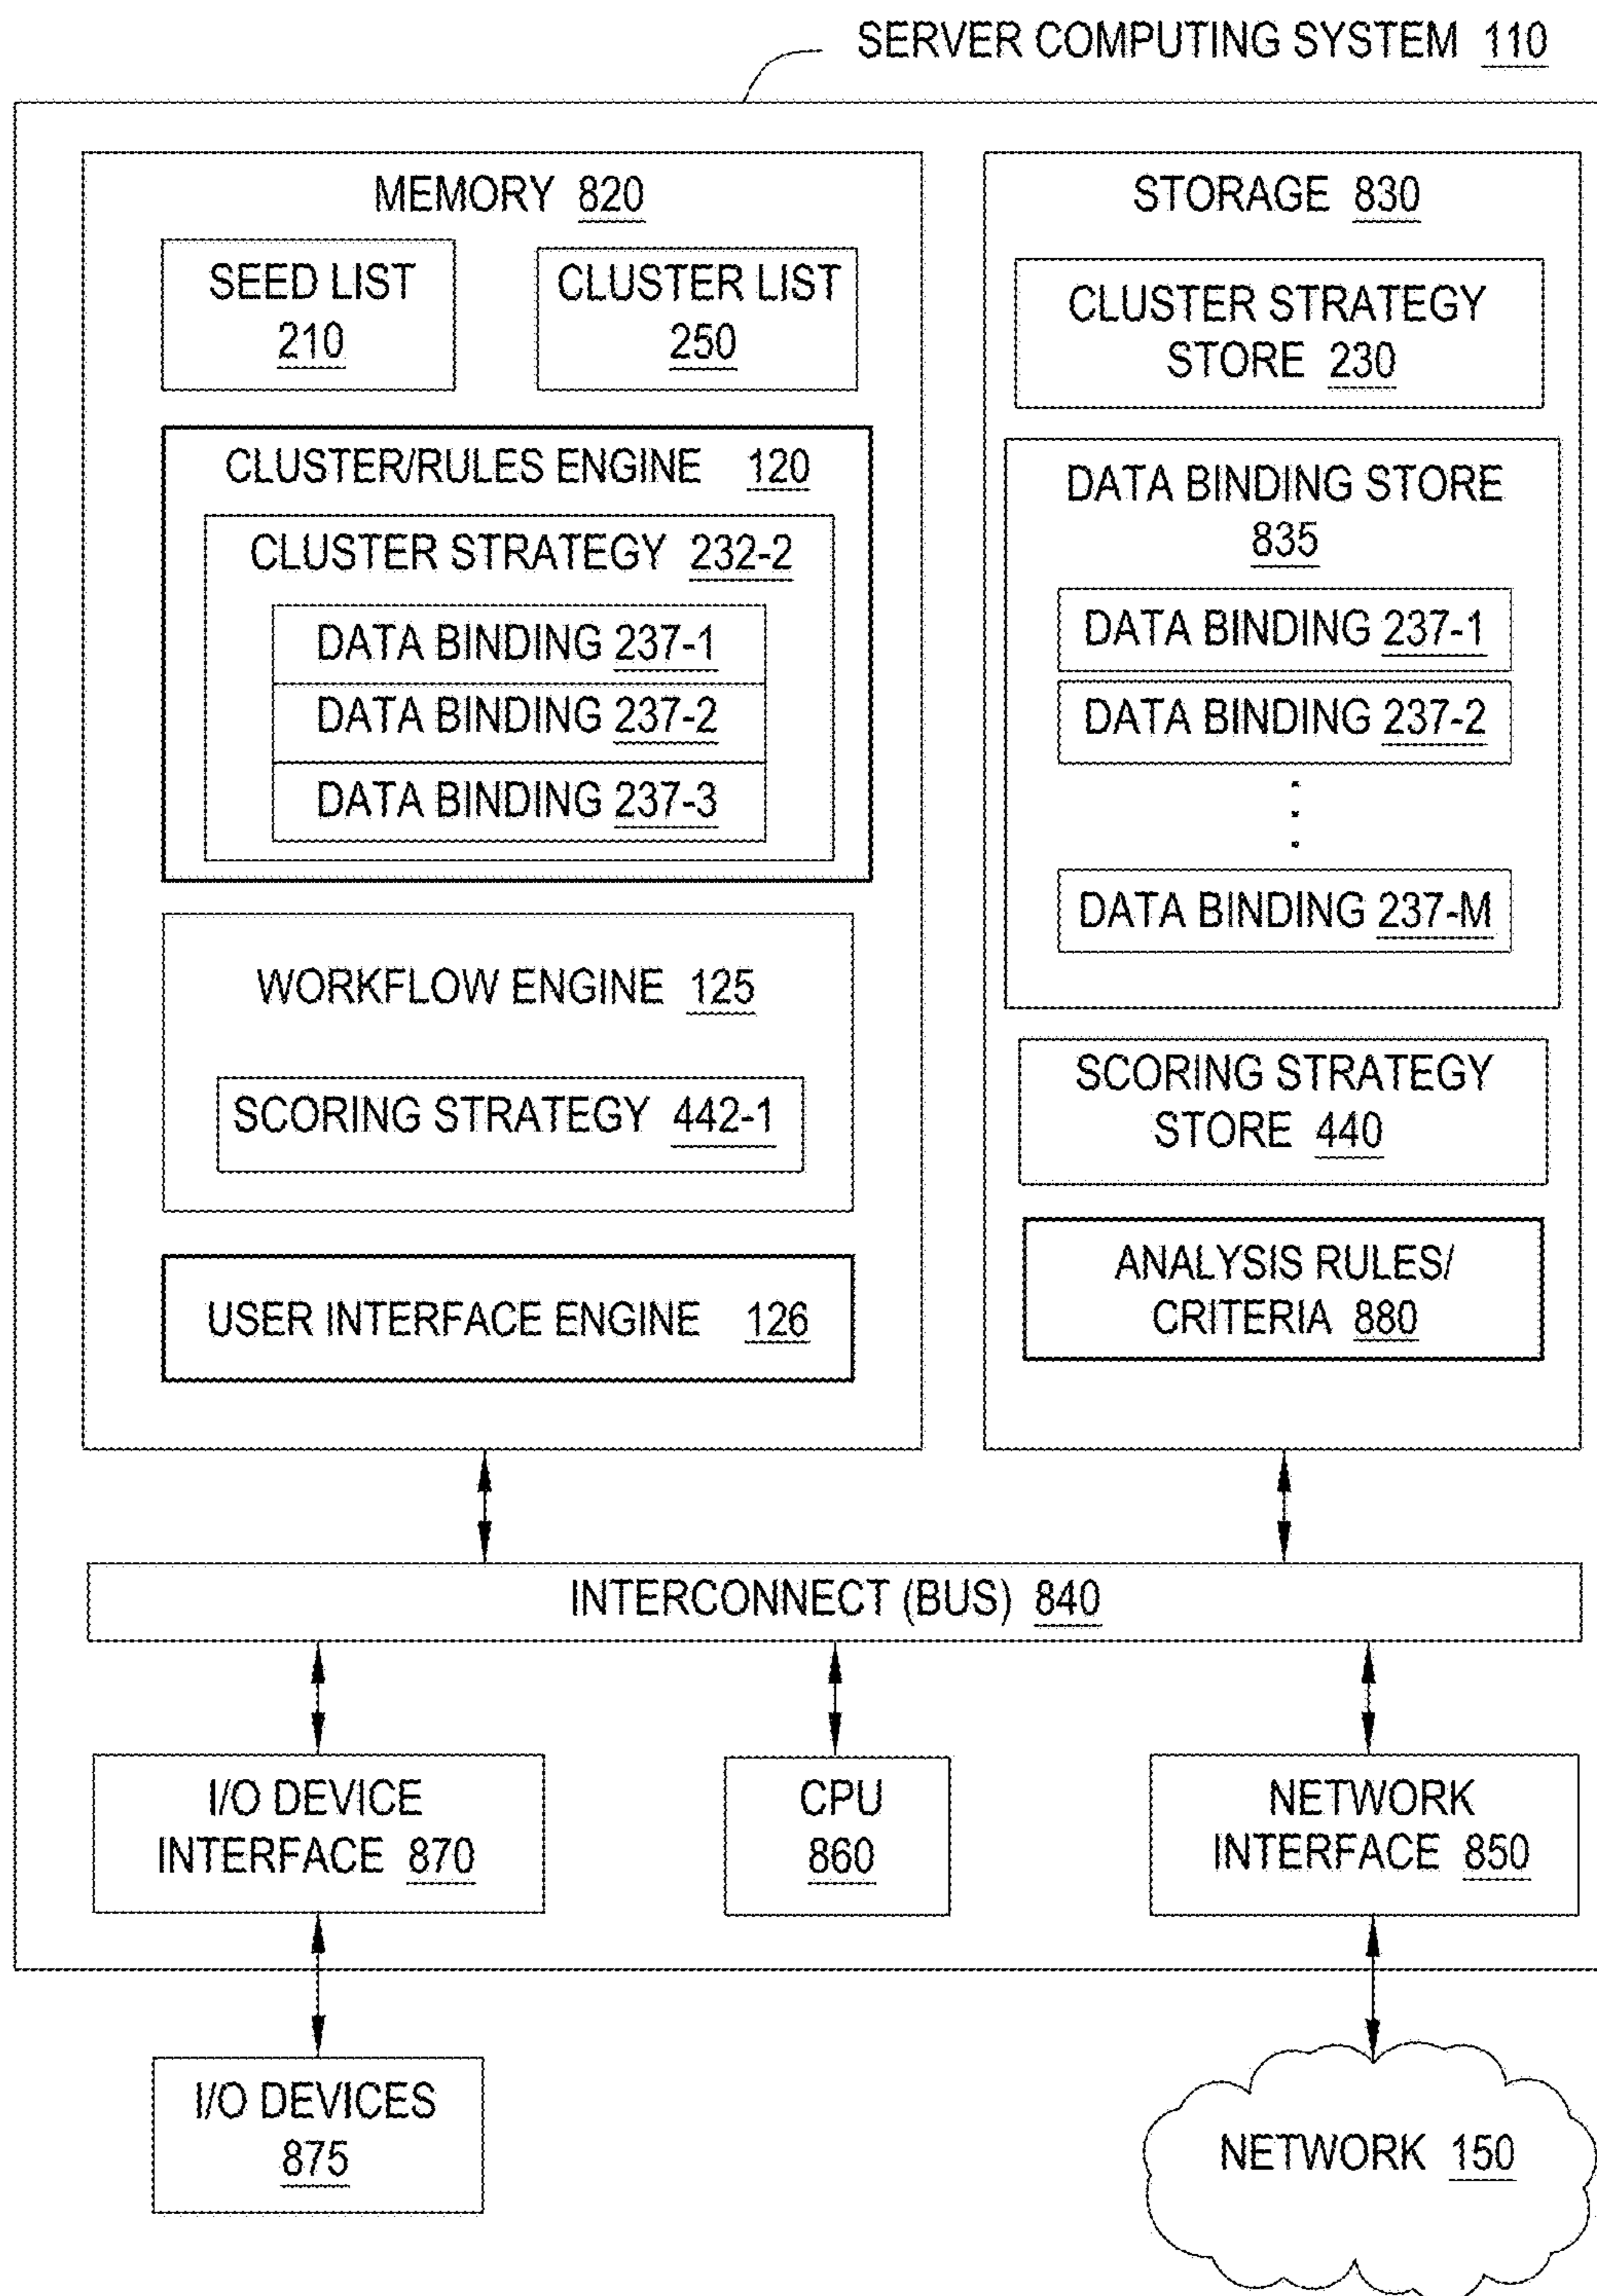 SERVER COMPUTING SYSTEM 110
MEMORY 820
SEED LIST
210
CLUSTER LIST
250
CLUSTER/RULES ENGINE 120
CLUSTER STRATEGY 232-2
DATA BINDING 237-1
DATA BINDING 237-2
DATA BINDING 237-3
WORKFLOW ENGINE 125
SCORING STRATEGY 442-1
USER INTERFACE ENGINE 126
STORAGE 830
CLUSTER STRATEGY
STORE 230
DATA BINDING STORE
835
DATA BINDING 237-1
DATA BINDING 237-2
DATA BINDING 237-M
SCORING STRATEGY
STORE 440
ANALYSIS RULES/
CRITERIA 880
INTERCONNECT (BUS) 840
I/O DEVICE
INTERFACE 870
CPU
860
NETWORK
INTERFACE 850
I/O DEVICES
875
NETWORK 150